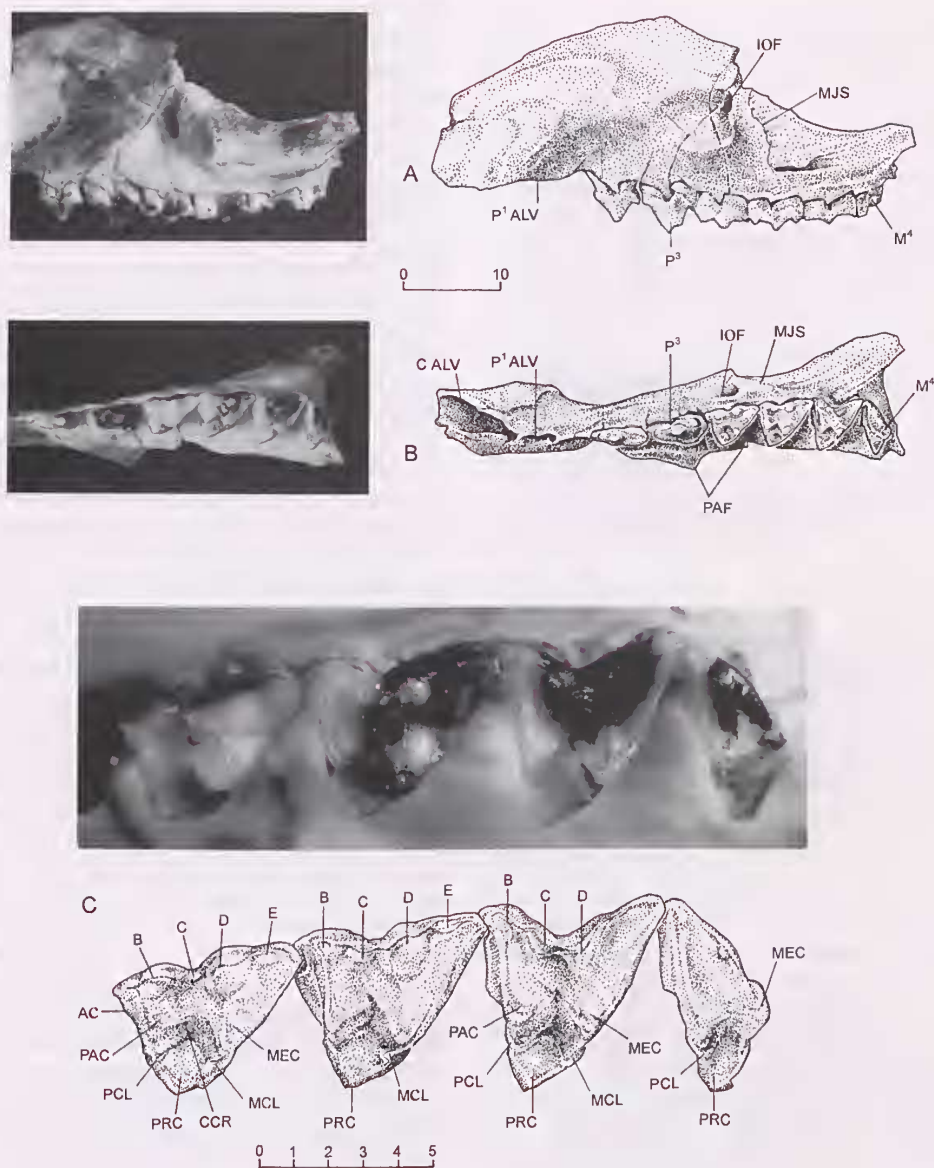 IOF
MJS
A
P¹ ALV
M⁴
P³
0 10
C ALV
P¹ ALV
P³
IOF
MJS
M⁴
B
PAF
C
B C D E B C D E B C D
AC
PAC
PCL
PRC
CCR
MCL
MEC
PRC
MCL
PAC
PCL
PRC
MCL
MEC
MEC
PCL
PRC
0 1 2 3 4 5